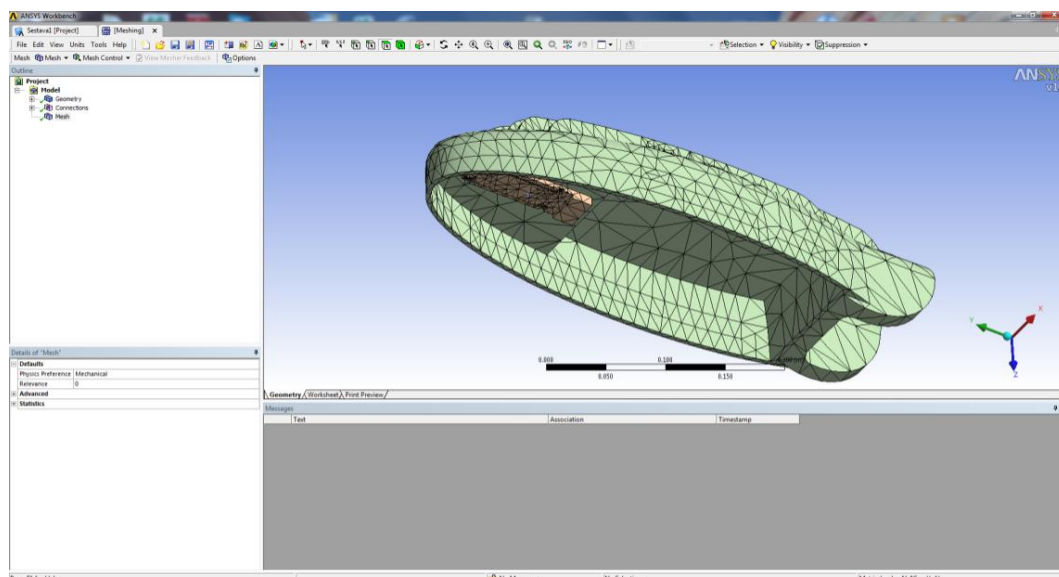 ANSYS Workbench
Sestava1 [Project] [Meshing]
File Edit View Units Tools Help Selection Visibility Suppression
Mesh Mesh Mesh Control View Mesher Feedback Options
Outline
Project
Model
Geometry
Connections
Mesh
ANSYS
0.000 0.100
0.050 0.150
Y X Z
Details of "Mesh"
Defaults
Physics Preference Mechanical
Relevance 0
Advanced
Statistics
Geometry Worksheet Print Preview
Messages
Text Association Timestamp